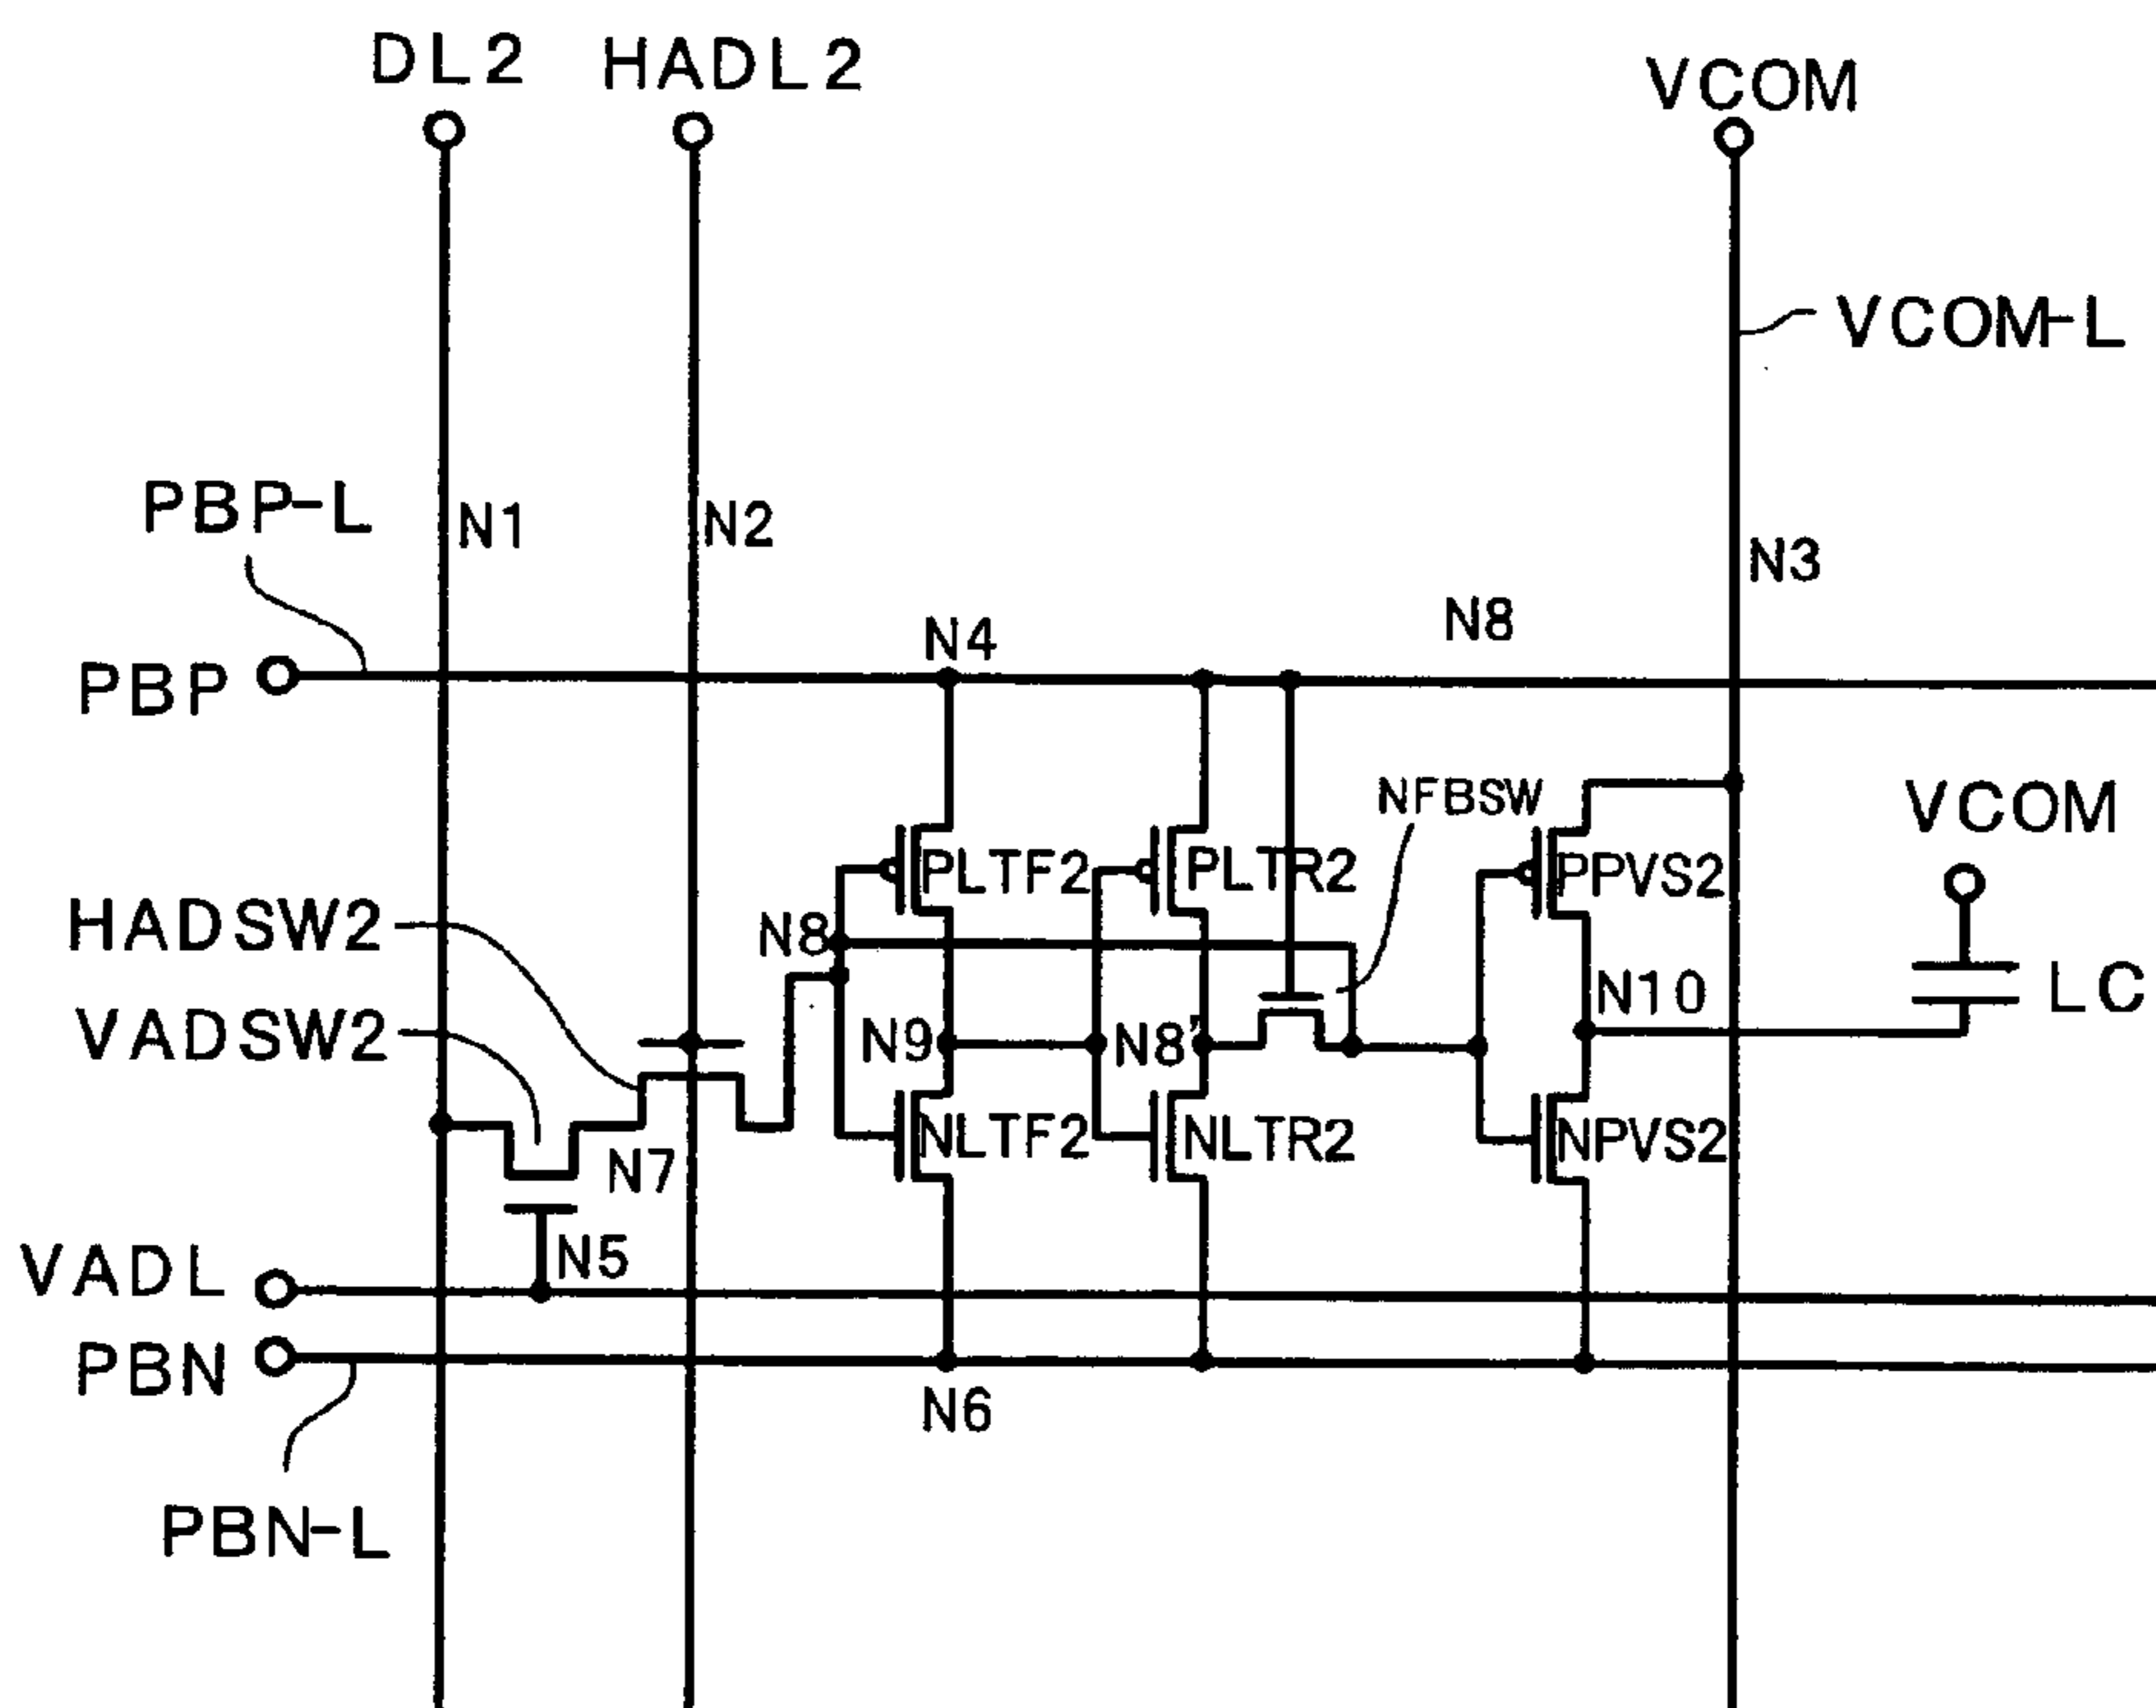 DL2
HADL2
VCOM
VCOM-L
PBP-L
N1
N2
N3
N8
N4
PBP
NFBSW
VCOM
PLTF2
PLTR2
PPVS2
HADSW2
N8
N10
LC
VADSW2
N9
N8'
NLTF2
NLTR2
NPVS2
N7
VADL
N5
PBN
N6
PBN-L